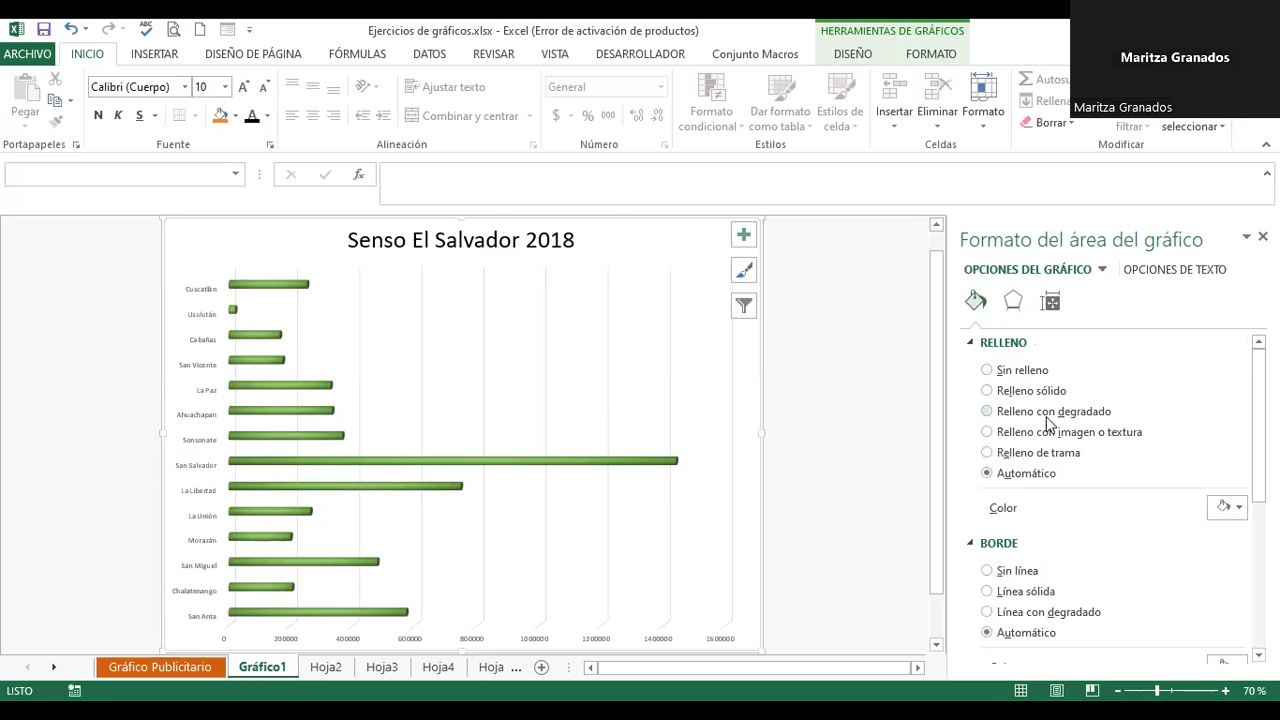 Ejercicios de gráficos.xlsx - Excel (Error de activación de productos)
HERRAMIENTAS DE GRÁFICOS
Maritza Granados
Maritza Granados
ARCHIVO INICIO INSERTAR DISEÑO DE PÁGINA FÓRMULAS DATOS REVISAR VISTA DESARROLLADOR Conjunto Macros DISEÑO FORMATO
Calibri (Cuerpo) 10
Ajustar texto
General
Autosu
Pegar
N K S
A
Combinar y centrar
$ % 000
Formato condicional
Dar formato como tabla
Estilos de celda
Insertar Eliminar Formato
Rellena
Borrar
filtrar
seleccionar
Portapapeles Fuente Alineación Número Estilos Celdas Modificar
fx
Senso El Salvador 2018
Cuscatlán
Usulután
Cabañas
San Vicente
La Paz
Ahuachapan
Sonsonate
San Salvador
La Libertad
La Unión
Morazán
San Miguel
Chalatenango
San Anta
0 200000 400000 600000 800000 1000000 1200000 1400000 1600000
Formato del área del gráfico
OPCIONES DEL GRÁFICO OPCIONES DE TEXTO
RELLENO
Sin relleno
Relleno sólido
Relleno con degradado
Relleno con imagen o textura
Relleno de trama
Automático
Color
BORDE
Sin línea
Línea sólida
Línea con degradado
Automático
Gráfico Publicitario Gráfico1 Hoja2 Hoja3 Hoja4 Hoja ...
LISTO
70 %